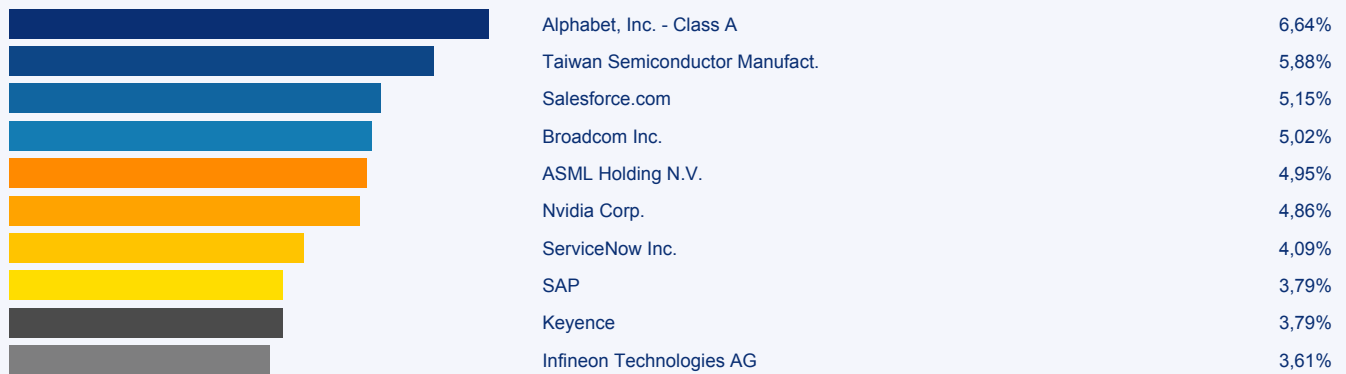 Alphabet, Inc. - Class A 6,64%
Taiwan Semiconductor Manufact. 5,88%
Salesforce.com 5,15%
Broadcom Inc. 5,02%
ASML Holding N.V. 4,95%
Nvidia Corp. 4,86%
ServiceNow Inc. 4,09%
SAP 3,79%
Keyence 3,79%
Infineon Technologies AG 3,61%